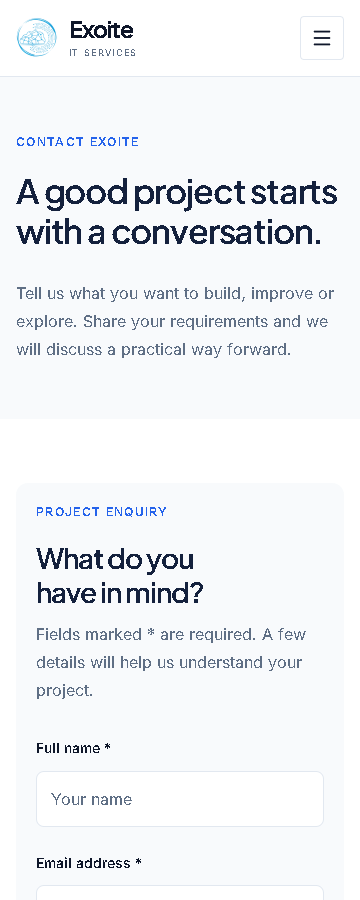 Exoite
IT SERVICES
CONTACT EXOITE
A good project starts
with a conversation.
Tell us what you want to build, improve or
explore. Share your requirements and we
will discuss a practical way forward.
PROJECT ENQUIRY
What do you
have in mind?
Fields marked * are required. A few
details will help us understand your
project.
Full name *
Your name
Email address *